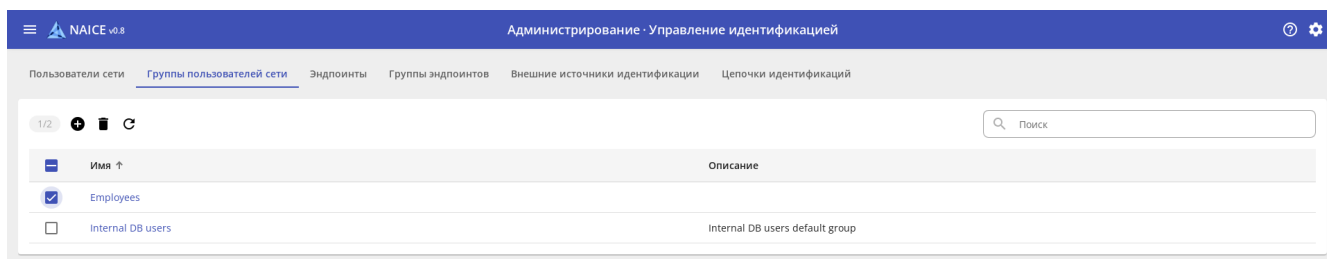 NAICE v0.8
Администрирование · Управление идентификацией
Пользователи сети Группы пользователей сети Эндпоинты Группы эндпоинтов Внешние источники идентификации Цепочки идентификаций
1/2 Поиск
Имя ↑ Описание
Employees
Internal DB users Internal DB users default group